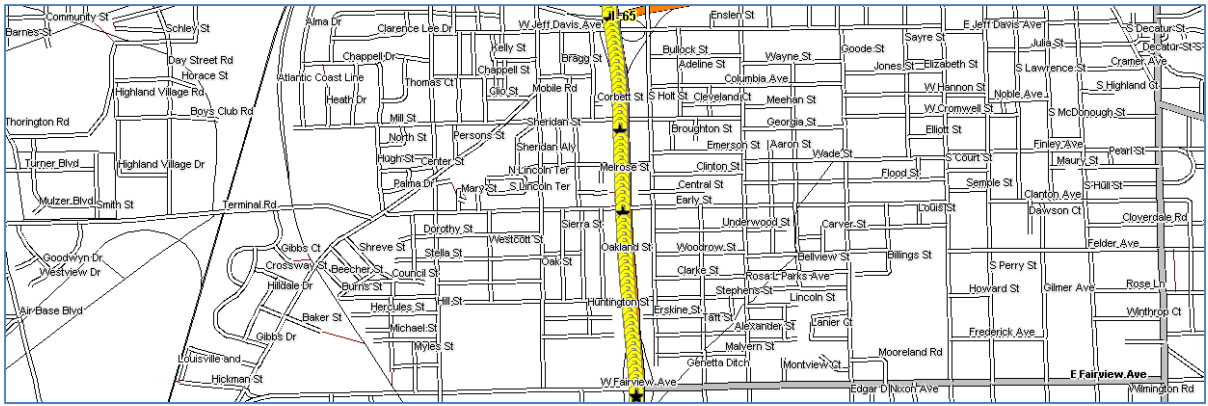 Community St
Alma Dr
W Jeff Davis Ave
I-65
Enslen St
E Jeff Davis Ave
Barnes St
Schley St
Clarence Lee Dr
Sayre St
Julia St
S Decatur St
Kelly St
Bullock St
Goode St
Decatur St S
Day Street Rd
Chappell Dr
Bragg St
Adeline St
Wayne St
Jones St
Elizabeth St
S Lawrence St
Cramer Ave
Horace St
Atlantic Coast Line
Chappell St
Columbia Ave
Highland Village Rd
Thomas Ct
Clio St
Mobile Rd
W Hannon St
S Highland Ct
Heath Dr
Corbett St
S Holt St
Cleveland Ct
Meehan St
Noble Ave
Boys Club Rd
W Cromwell St
S McDonough St
Thorington Rd
Mill St
Sheridan St
Georgia St
Persons St
Broughton St
Elliott St
North St
Sheridan Aly
Emerson St
Aaron St
Finley Ave
Pearl St
Turner Blvd
Highland Village Dr
Hugh St
Center St
Melrose St
Clinton St
Wade St
S Court St
Maury St
N Lincoln Ter
Flood St
Palma Dr
Mary St
S Lincoln Ter
Central St
Semple St
S Hull St
Mulzer Blvd
Smith St
Terminal Rd
Early St
Louis St
Clanton Ave
Dawson Ct
Dorothy St
Sierra St
Underwood St
Carver St
Cloverdale Rd
Gibbs Ct
Shreve St
Westcott St
Oakland St
Woodrow St
Felder Ave
Goodwyn Dr
Stella St
Oak St
Bellview St
Billings St
Westview Dr
Crossway St
Beecher St
Council St
Clarke St
Rosa L Parks Ave
S Perry St
Hilldale Dr
Burns St
Stephens St
Howard St
Gilmer Ave
Rose Ln
Air Base Blvd
Hercules St
Hill St
Huntington St
Lincoln St
Baker St
Erskine St
Taft St
Winthrop Ct
Michael St
Alexander St
Lanier Ct
Frederick Ave
Gibbs Dr
Myles St
Malvern St
Mooreland Rd
Louisville and
Genetta Ditch
Montview Ct
Hickman St
W Fairview Ave
Edgar D Nixon Ave
E Fairview Ave
Wilmington Rd